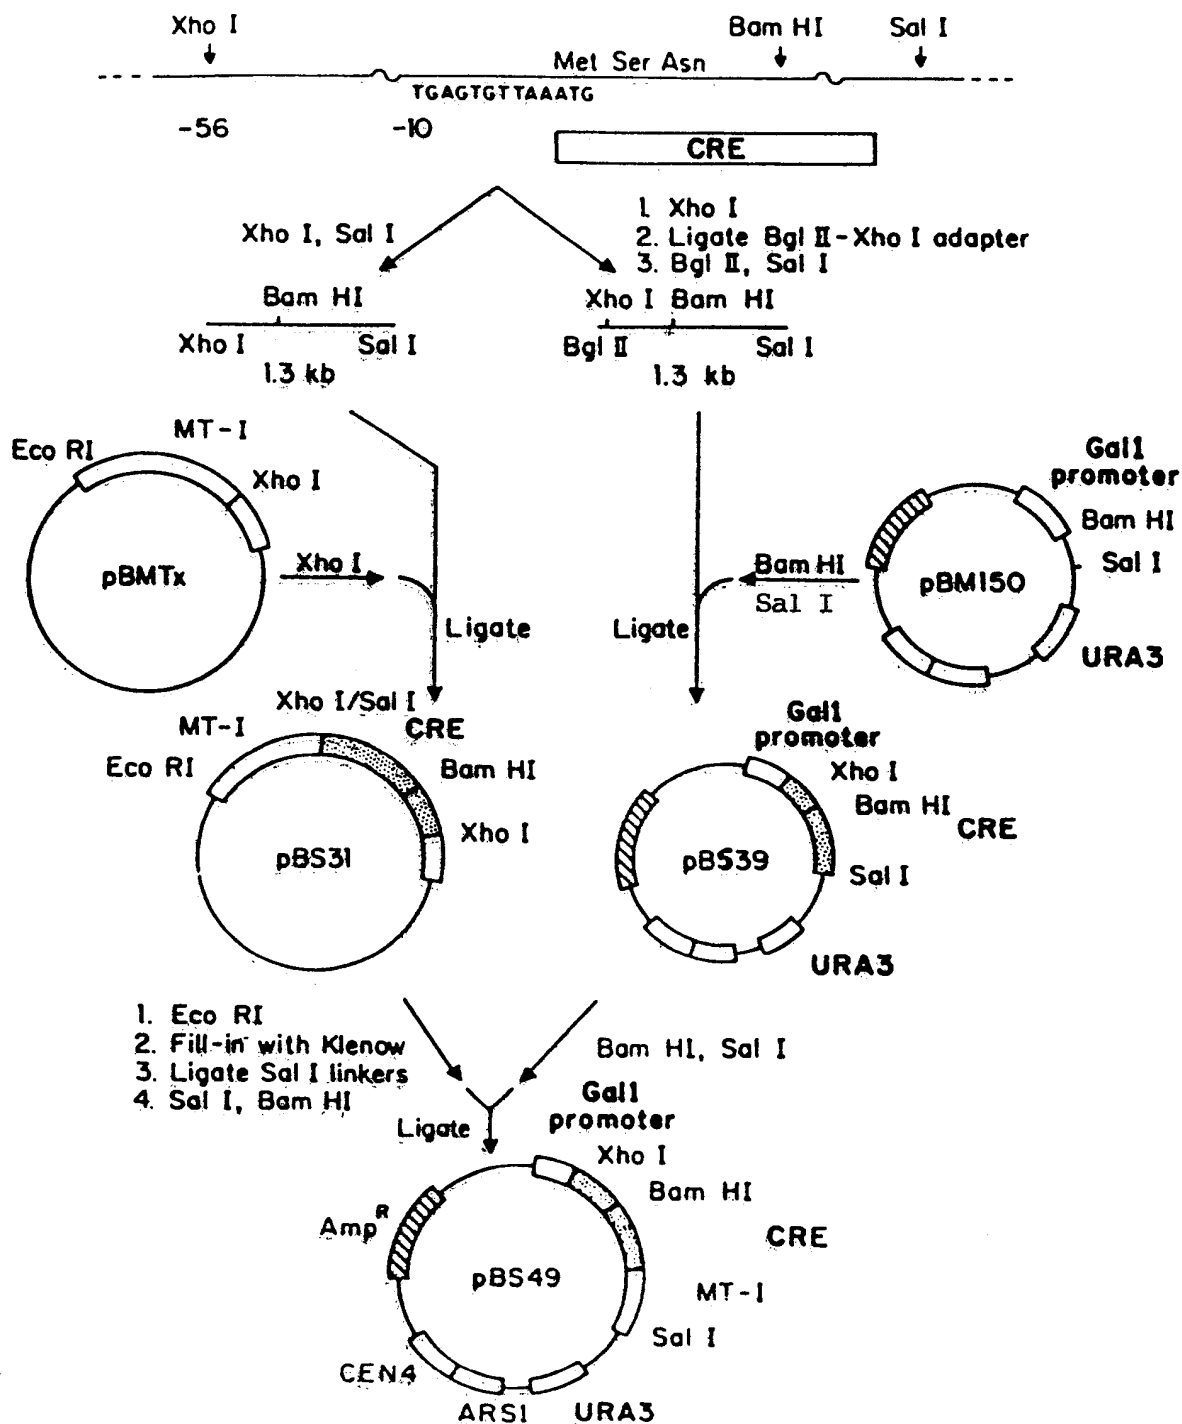 Xho I
Bam HI
Sal I
Met Ser Asn
TGAGTGTTAAATG
-56
-10
CRE
Xho I, Sal I
1. Xho I
2. Ligate Bgl II-Xho I adapter
3. Bgl II, Sal I
Bam HI
Xho I
Sal I
1.3 kb
Xho I Bam HI
Bgl II
Sal I
1.3 kb
MT-I
Eco RI
Xho I
pBMTx
Xho I
Ligate
Gal1
promoter
Bam HI
Sal I
pBM150
URA3
Bam HI
Sal I
Ligate
Xho I/Sal I
MT-I
CRE
Eco RI
Bam HI
Xho I
pBS31
Gal1
promoter
Xho I
Bam HI
CRE
pBS39
Sal I
URA3
1. Eco RI
2. Fill-in with Klenow
3. Ligate Sal I linkers
4. Sal I, Bam HI
Bam HI, Sal I
Ligate
Gal1
promoter
Xho I
Bam HI
Amp R
CRE
pBS49
MT-I
Sal I
CEN4
ARS1
URA3